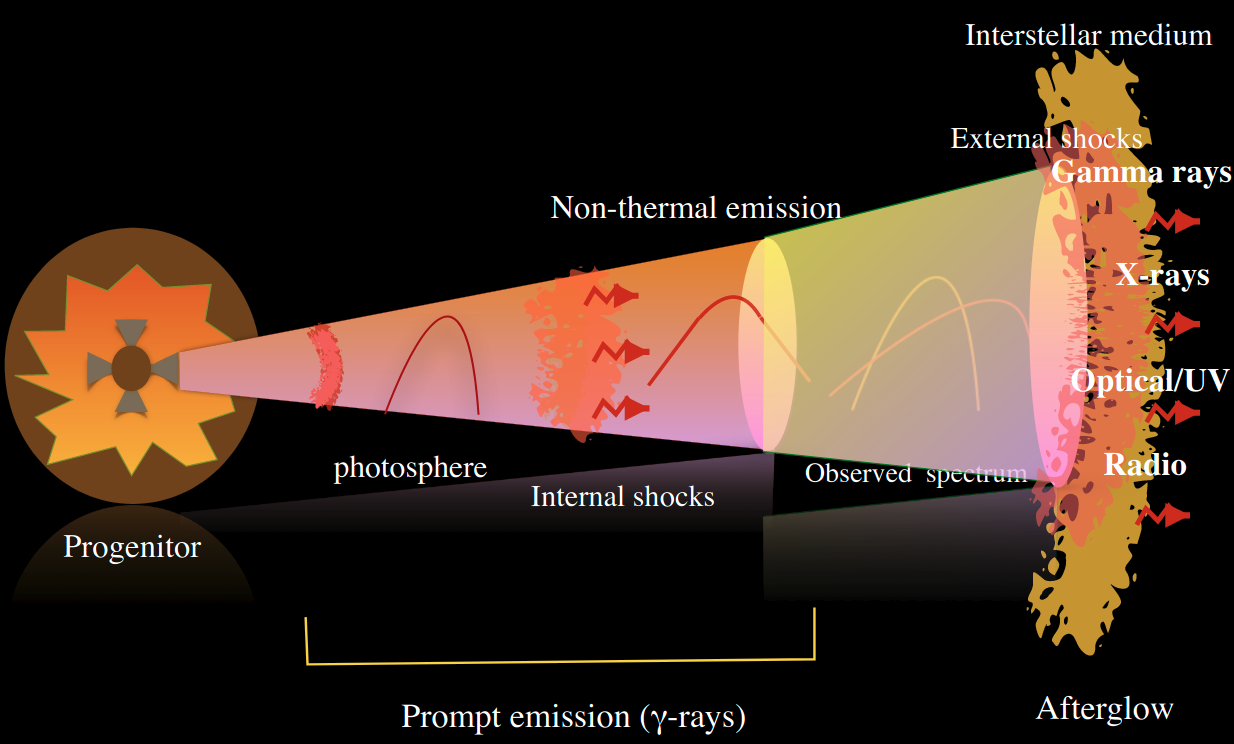 Interstellar medium
External shocks
Gamma rays
Non-thermal emission
X-rays
Optical/UV
photosphere
Radio
Observed spectrum
Internal shocks
Progenitor
Prompt emission (γ-rays)
Afterglow